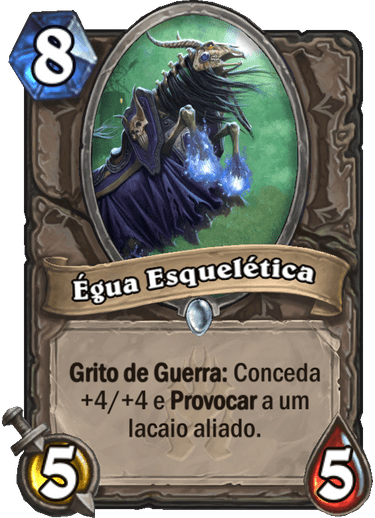 8
Égua Esquelética
Grito de Guerra: Conceda
+4/+4 e Provocar a um
lacaio aliado.
5
5